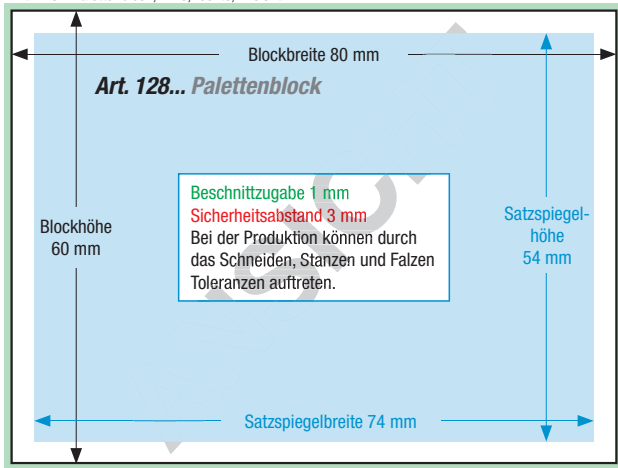 Blockbreite 80 mm
Art. 128... Palettenblock
Beschnittzugabe 1 mm
Sicherheitsabstand 3 mm
Bei der Produktion können durch
das Schneiden, Stanzen und Falzen
Toleranzen auftreten.
Blockhöhe
60 mm
Satzspiegel-
höhe
54 mm
Satzspiegelbreite 74 mm